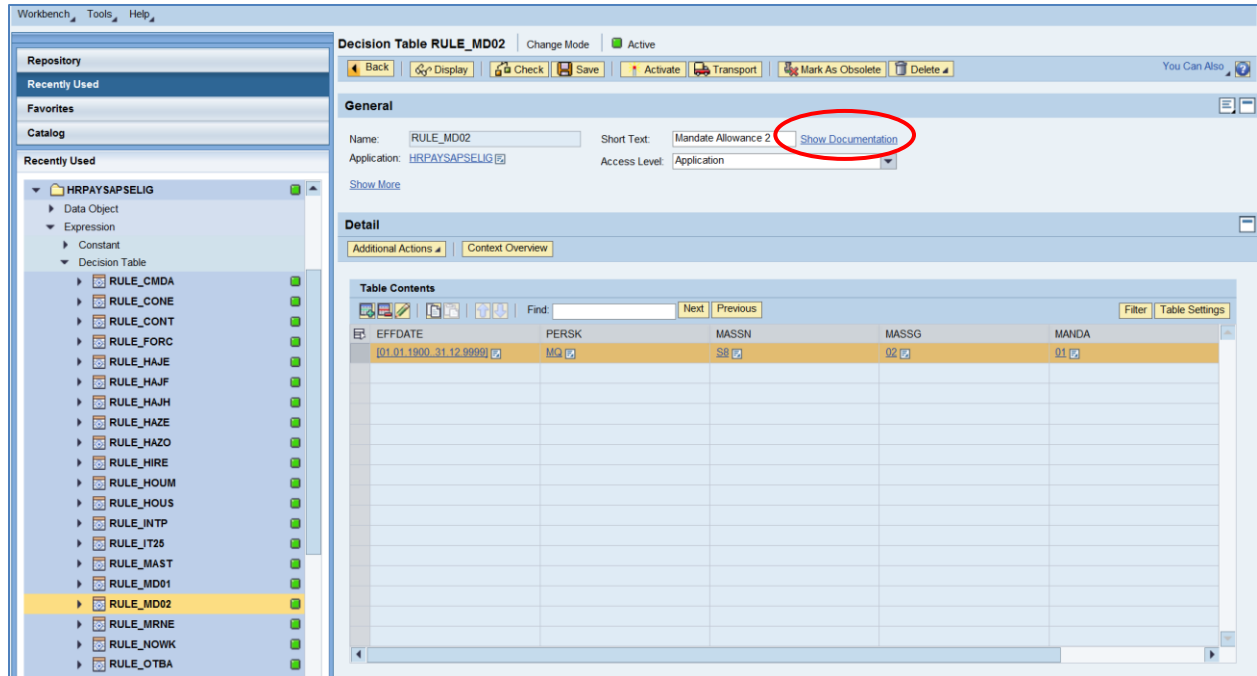 Workbench Tools Help
Repository
Recently Used
Favorites
Catalog
Recently Used
HRPAYSAPSELIG
Data Object
Expression
Constant
Decision Table
RULE_CMDA
RULE_CONE
RULE_CONT
RULE_FORC
RULE_HAJE
RULE_HAJF
RULE_HAJH
RULE_HAZE
RULE_HAZO
RULE_HIRE
RULE_HOUM
RULE_HOUS
RULE_INTP
RULE_IT25
RULE_MAST
RULE_MD01
RULE_MD02
RULE_MRNE
RULE_NOWK
RULE_OTBA
Decision Table RULE_MD02 Change Mode Active
Back Display Check Save Activate Transport Mark As Obsolete Delete You Can Also
General
Name: RULE_MD02 Short Text: Mandate Allowance 2 Show Documentation
Application: HRPAYSAPSELIG Access Level: Application
Show More
Detail
Additional Actions Context Overview
Table Contents
Find: Next Previous Filter Table Settings
EFFDATE PERSK MASSN MASSG MANDA
[01.01.1900..31.12.9999] MQ S8 02 01